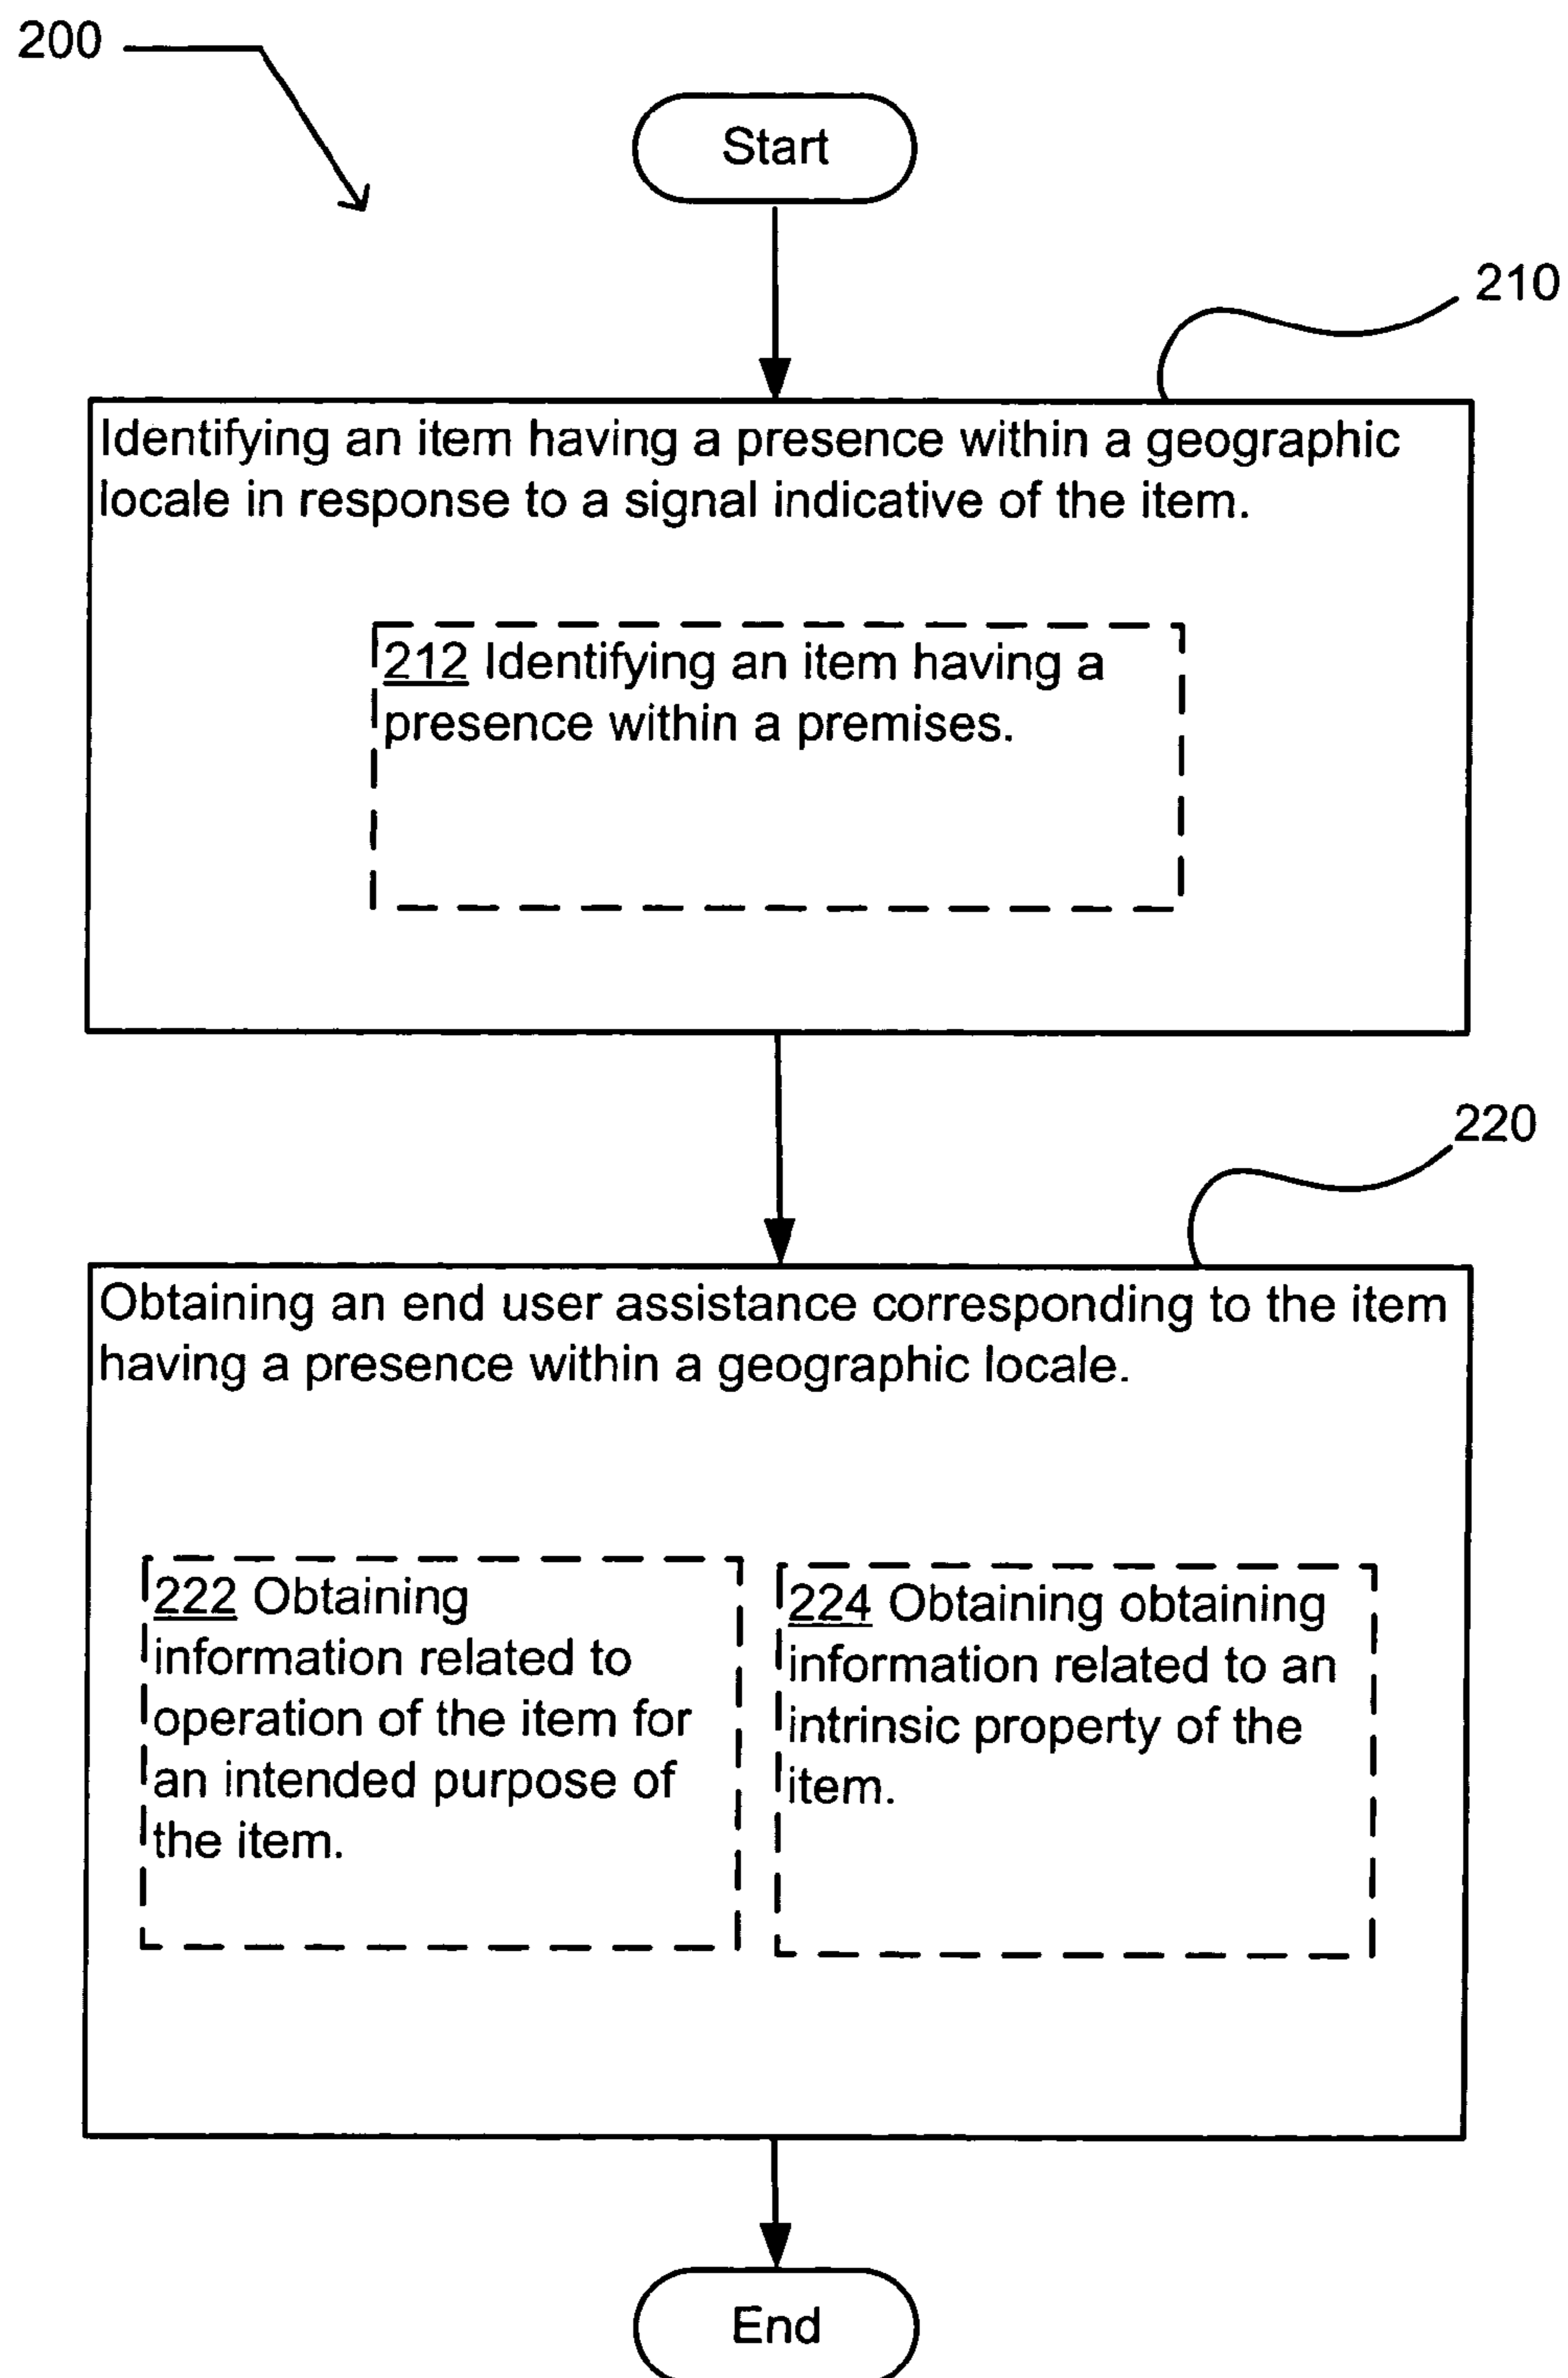 200
Start
210
Identifying an item having a presence within a geographic
locale in response to a signal indicative of the item.
212 Identifying an item having a
presence within a premises.
220
Obtaining an end user assistance corresponding to the item
having a presence within a geographic locale.
222 Obtaining
information related to
operation of the item for
an intended purpose of
the item.
224 Obtaining obtaining
information related to an
intrinsic property of the
item.
End